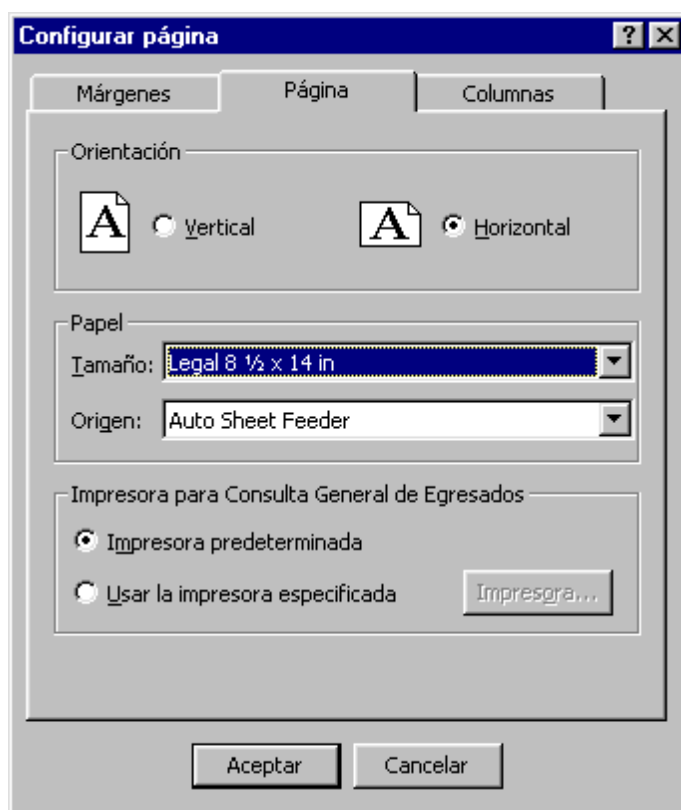 Configurar página
Márgenes Página Columnas
Orientación
A Vertical A Horizontal
Papel
Tamaño: Legal 8 ½ x 14 in
Origen: Auto Sheet Feeder
Impresora para Consulta General de Egresados
Impresora predeterminada
Usar la impresora especificada Impresora...
Aceptar Cancelar